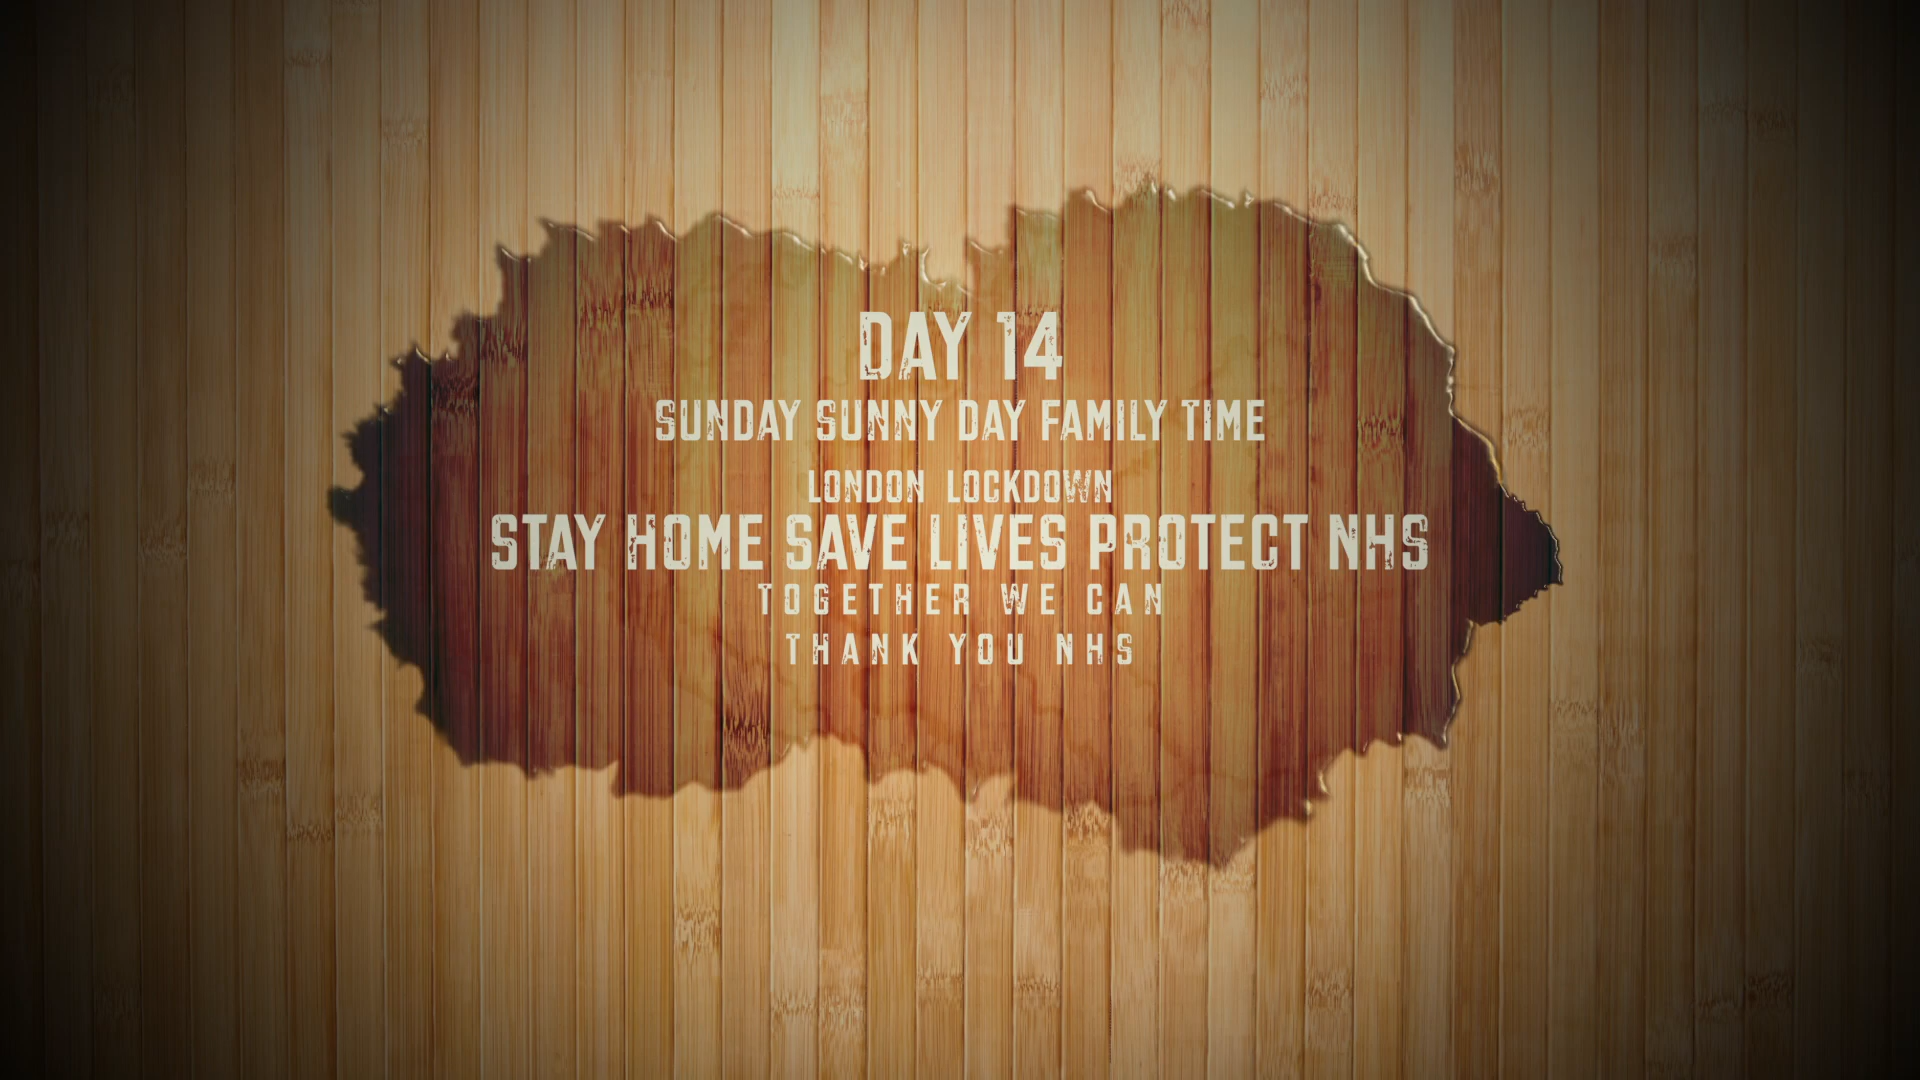 DAY 14
SUNDAY SUNNY DAY FAMILY TIME
LONDON LOCKDOWN
STAY HOME SAVE LIVES PROTECT NHS
TOGETHER WE CAN
THANK YOU NHS